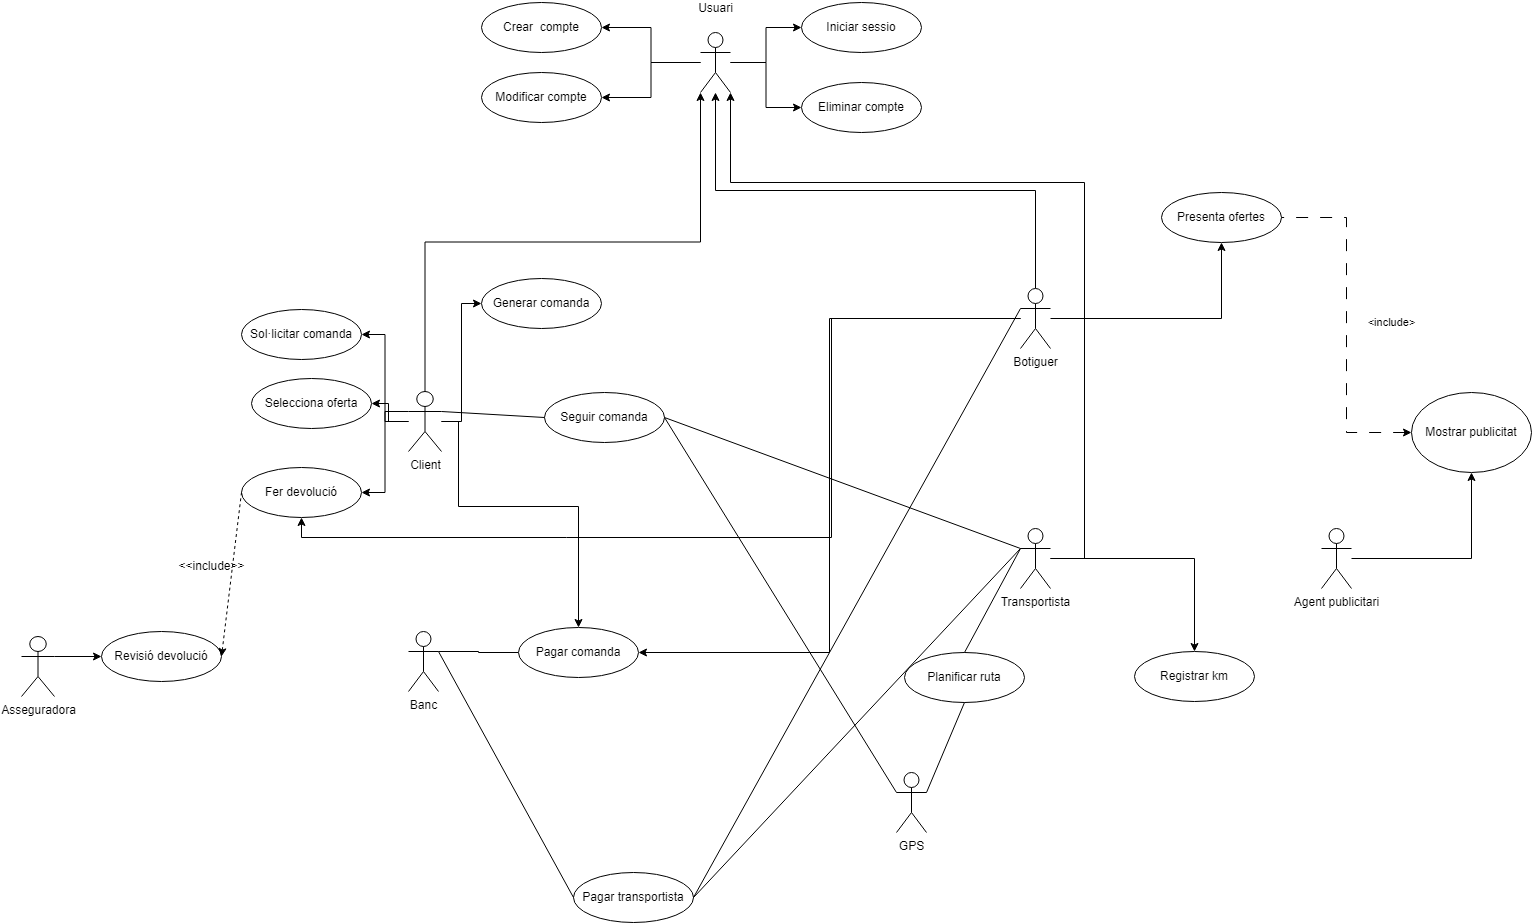 Usuari
Crear  compte
Iniciar sessio
Modificar compte
Eliminar compte
Presenta ofertes
Generar comanda
<include>
Sol·licitar comanda
Botiguer
Selecciona oferta
Seguir comanda
Mostrar publicitat
Client
Fer devolució
<<include>>
Transportista
Agent publicitari
Revisió devolució
Pagar comanda
Planificar ruta
Registrar km
Asseguradora
Banc
GPS
Pagar transportista